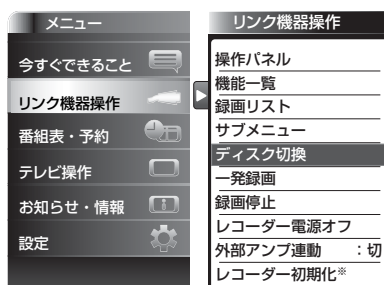 メニュー
今すぐできること
リンク機器操作
番組表・予約
テレビ操作
お知らせ・情報
設定
リンク機器操作
操作パネル
機能一覧
録画リスト
サブメニュー
ディスク切換
一発録画
録画停止
レコーダー電源オフ
外部アンプ連動 ：切
レコーダー初期化※